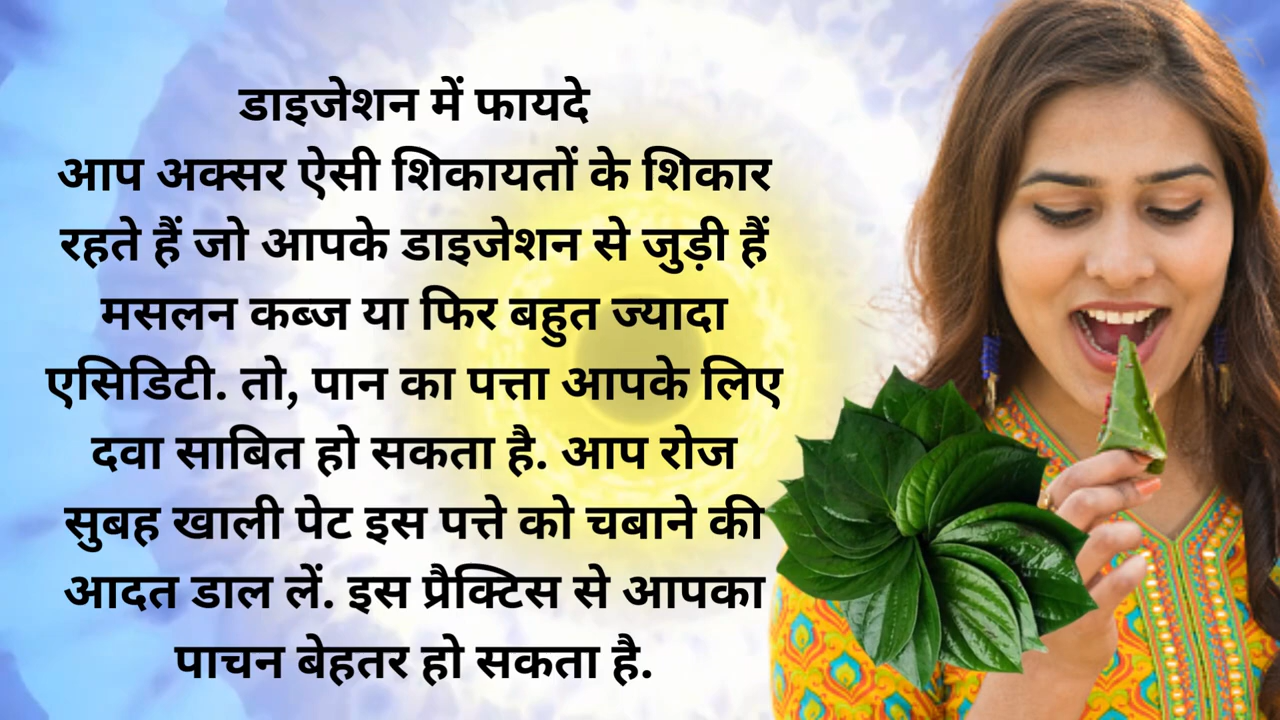 डाइजेशन में फायदे
आप अक्सर ऐसी शिकायतों के शिकार
रहते हैं जो आपके डाइजेशन से जुड़ी हैं
मसलन कब्ज या फिर बहुत ज्यादा
एसिडिटी. तो, पान का पत्ता आपके लिए
दवा साबित हो सकता है. आप रोज
सुबह खाली पेट इस पत्ते को चबाने की
आदत डाल लें. इस प्रैक्टिस से आपका
पाचन बेहतर हो सकता है.